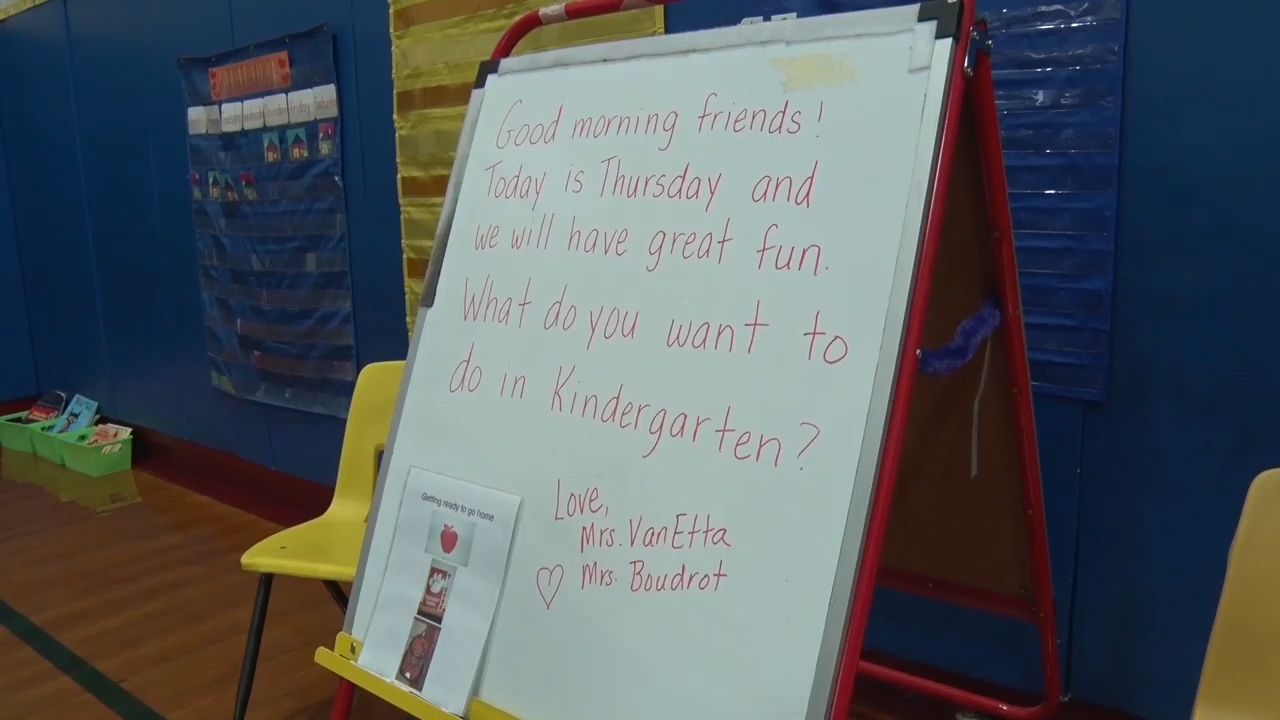 Good morning friends!
Today is Thursday and
we will have great fun.
What do you want to
do in Kindergarten?
Love,
Mrs. VanEtta
Mrs. Boudrot
Getting ready to go home